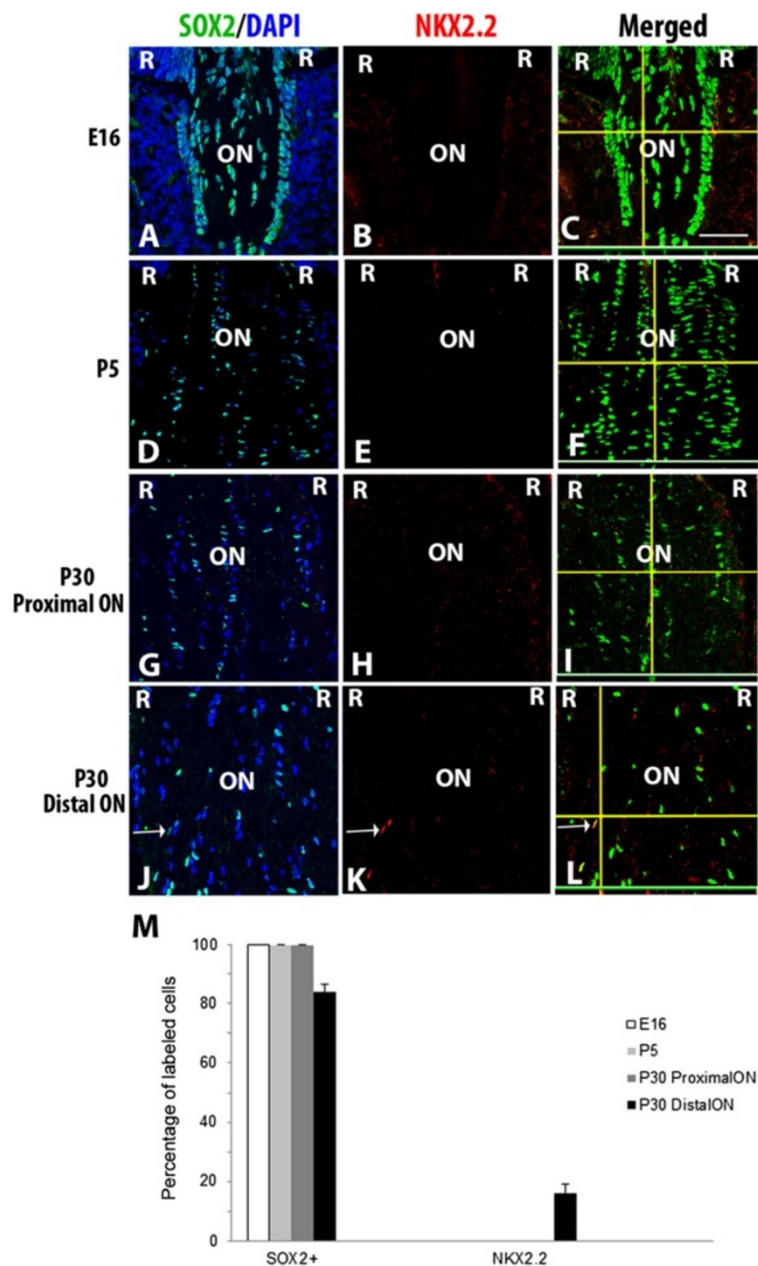 SOX2/DAPI NKX2.2 Merged
E16
R R R R R R
ON ON ON
A B C
P5
R R R R R R
ON ON ON
D E F
P30
Proximal ON
R R R R R R
ON ON ON
G H I
P30
Distal ON
R R R R R R
ON ON ON
J K L
M
Percentage of labeled cells
100
80
60
40
20
0
SOX2+ NKX2.2
E16
P5
P30 ProximalON
P30 DistalON